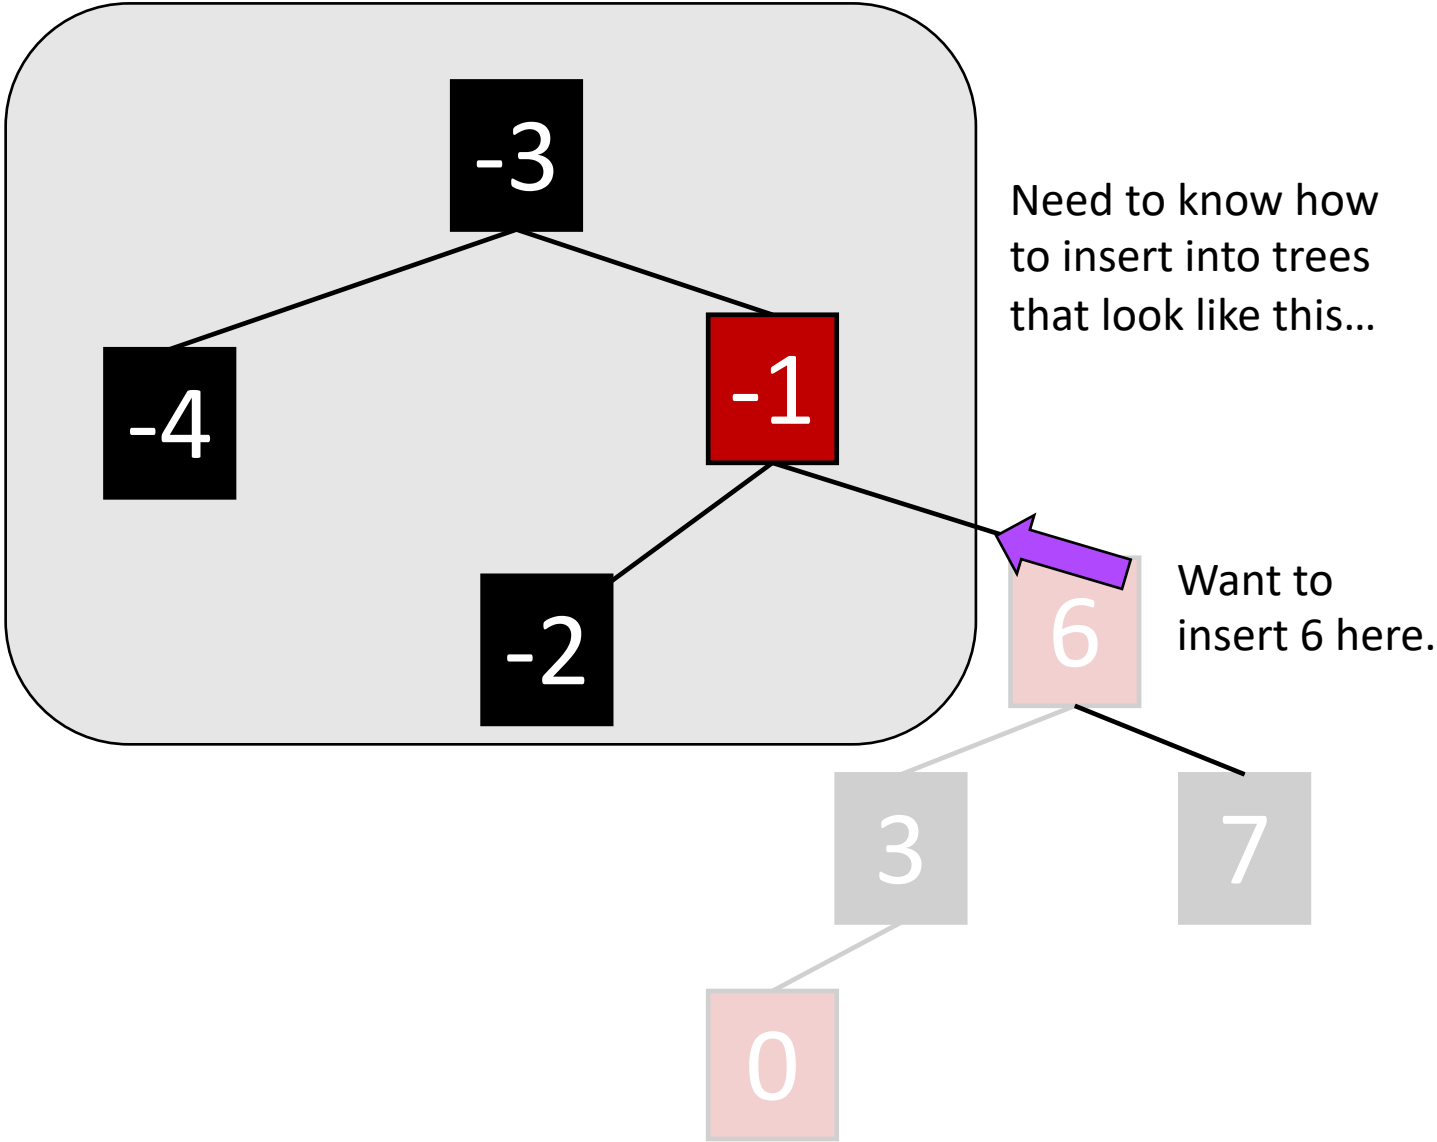 -3
Need to know how
to insert into trees
that look like this…
-4
-1
Want to
insert 6 here.
6
-2
3
7
0